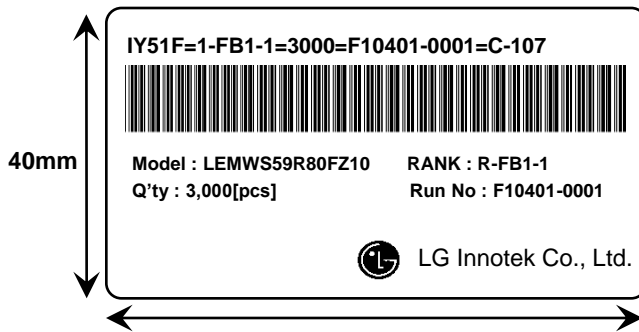 IY51F=1-FB1-1=3000=F10401-0001=C-107
40mm
Model : LEMWS59R80FZ10 RANK : R-FB1-1
Q'ty : 3,000[pcs] Run No : F10401-0001
LG Innotek Co., Ltd.